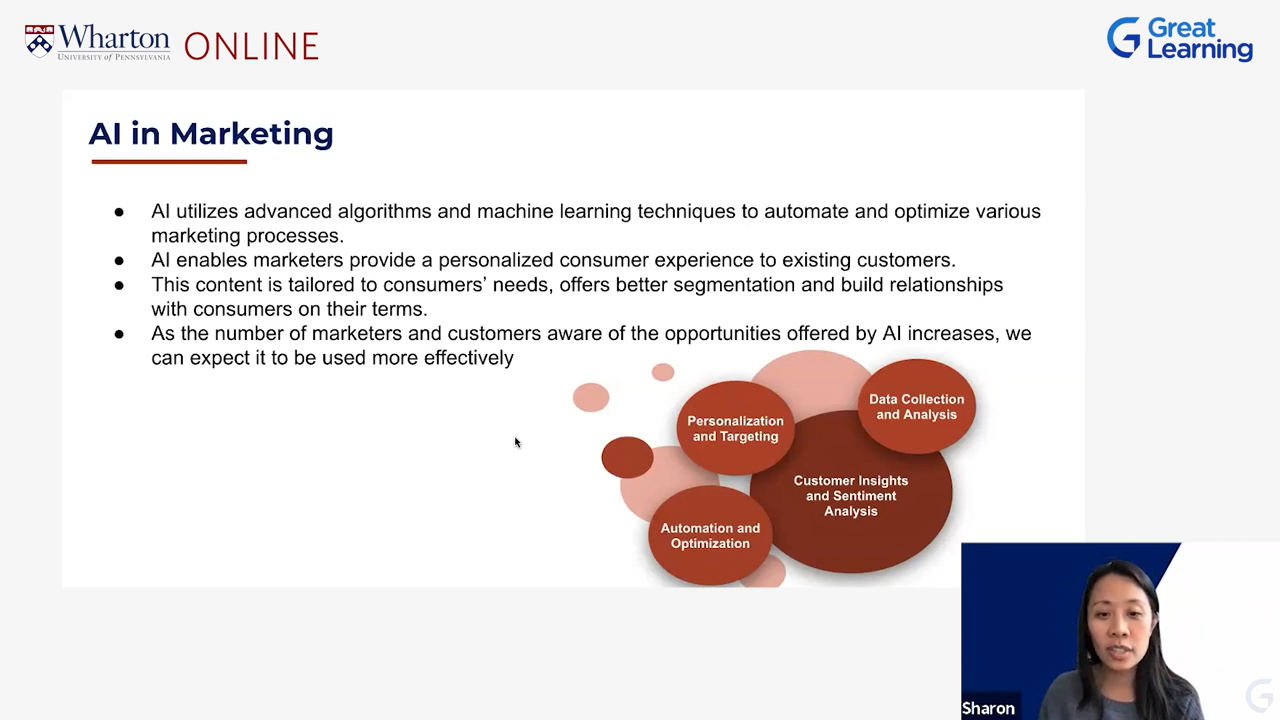 Wharton
UNIVERSITY of PENNSYLVANIA
ONLINE
Great
Learning
AI in Marketing
● AI utilizes advanced algorithms and machine learning techniques to automate and optimize various
marketing processes.
● AI enables marketers provide a personalized consumer experience to existing customers.
● This content is tailored to consumers’ needs, offers better segmentation and build relationships
with consumers on their terms.
● As the number of marketers and customers aware of the opportunities offered by AI increases, we
can expect it to be used more effectively
Data Collection
and Analysis
Personalization
and Targeting
Customer Insights
and Sentiment
Analysis
Automation and
Optimization
Sharon